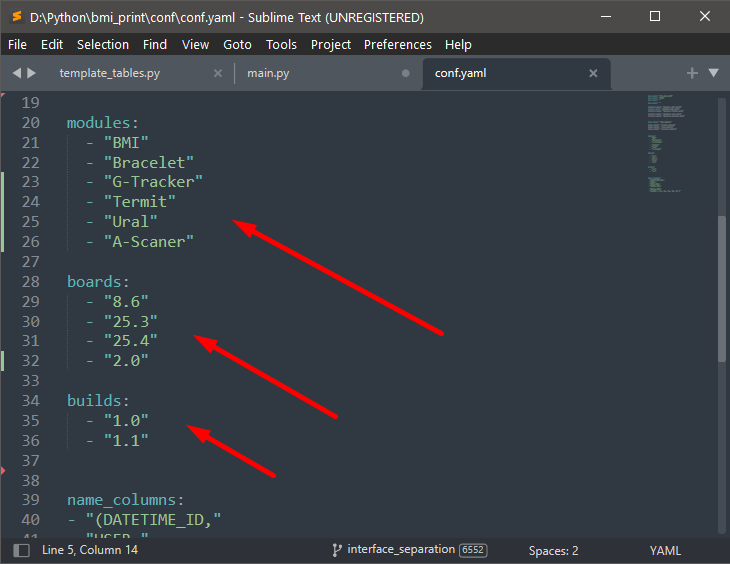 D:\Python\bmi_print\conf\conf.yaml - Sublime Text (UNREGISTERED)
File Edit Selection Find View Goto Tools Project Preferences Help
template_tables.py main.py conf.yaml
19
20 modules:
21 - "BMI"
22 - "Bracelet"
23 - "G-Tracker"
24 - "Termit"
25 - "Ural"
26 - "A-Scaner"
27
28 boards:
29 - "8.6"
30 - "25.3"
31 - "25.4"
32 - "2.0"
33
34 builds:
35 - "1.0"
36 - "1.1"
37
38
39 name_columns:
40 - "(DATETIME_ID,"
Line 5, Column 14 interface_separation 6552 Spaces: 2 YAML